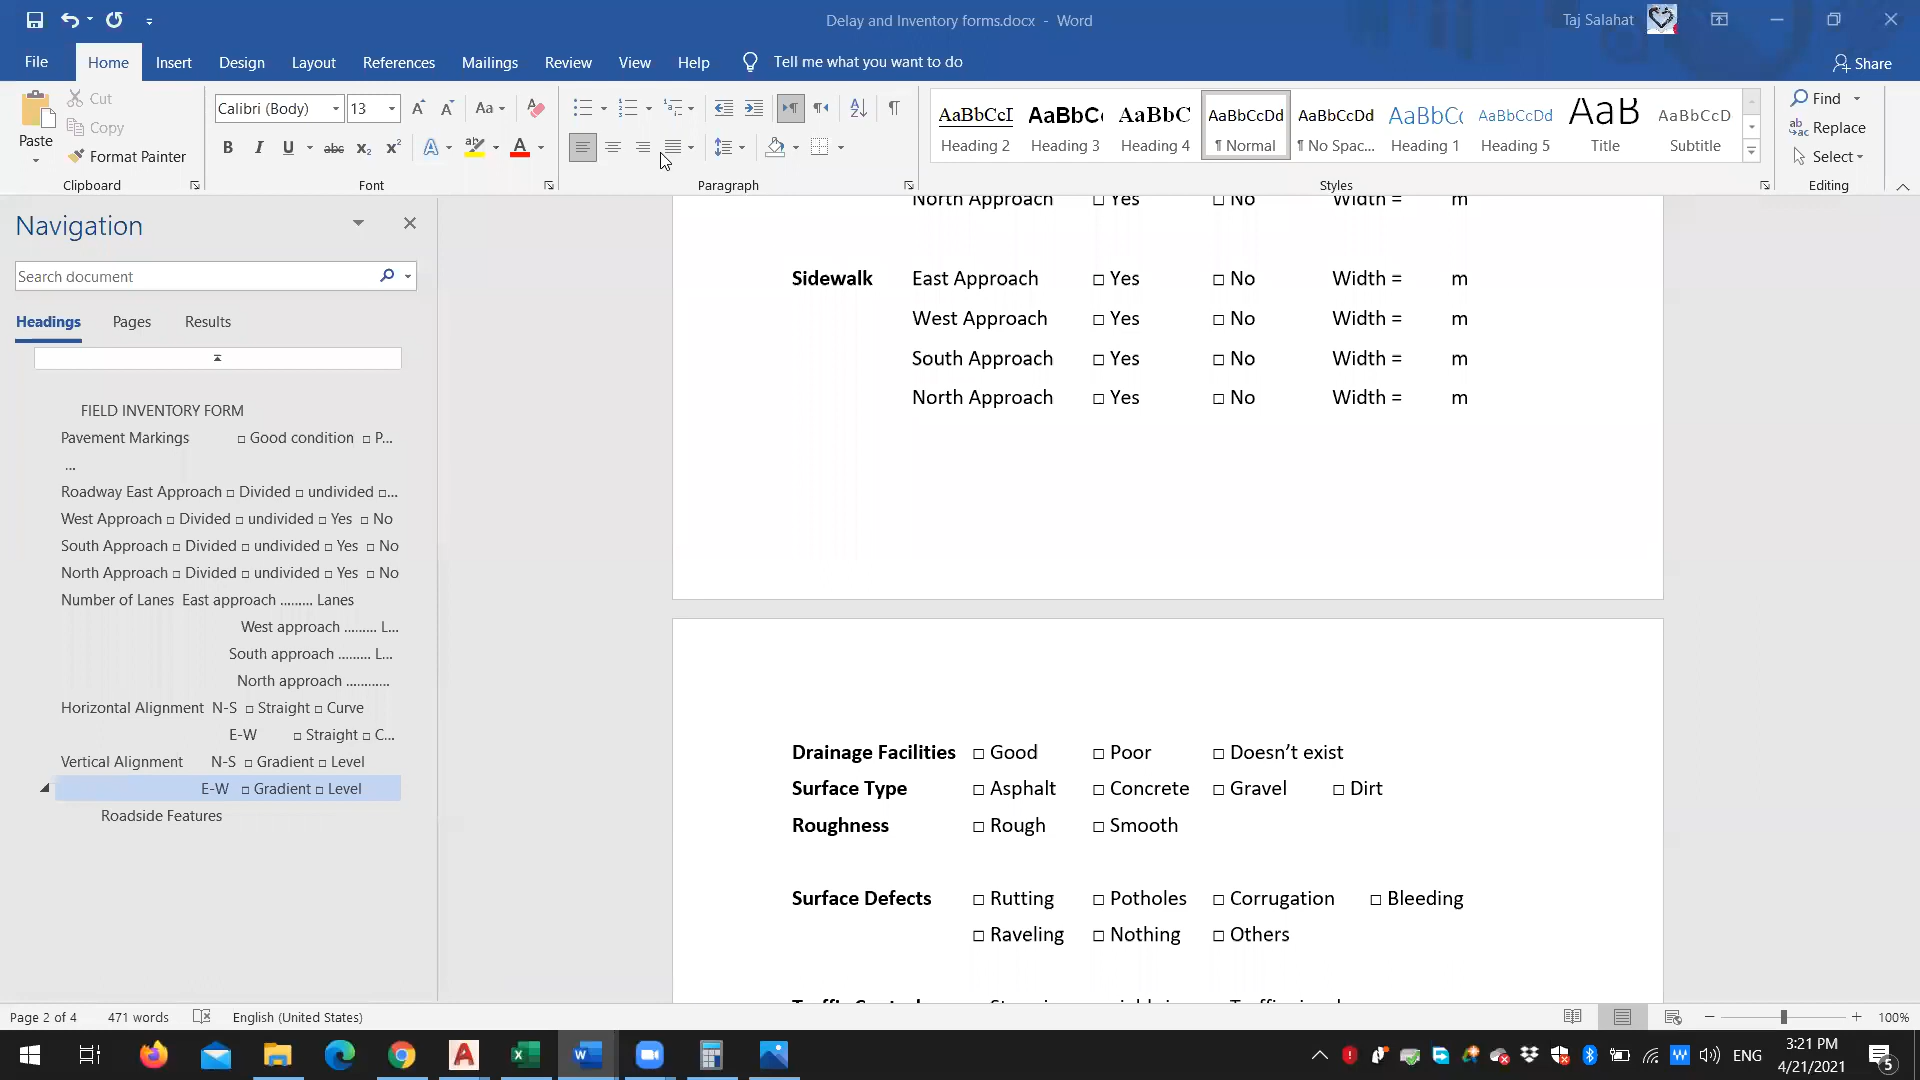 Delay and Inventory forms.docx - Word
Taj Salahat
File Home Insert Design Layout References Mailings Review View Help Tell me what you want to do
Share
Paste
Cut
Copy
Format Painter
Clipboard
Calibri (Body) 13
Font
Paragraph
AaBbCcI AaBbC AaBbC AaBbCcDd AaBbCcDd AaBbC AaBbCcDd AaB AaBbCcD
Heading 2 Heading 3 Heading 4 ¶ Normal ¶ No Spac... Heading 1 Heading 5 Title Subtitle
Styles
Find
Replace
Select
Editing
Navigation
Search document
Headings Pages Results
FIELD INVENTORY FORM
Pavement Markings □ Good condition □ P...
...
Roadway East Approach □ Divided □ undivided □...
West Approach □ Divided □ undivided □ Yes □ No
South Approach □ Divided □ undivided □ Yes □ No
North Approach □ Divided □ undivided □ Yes □ No
Number of Lanes East approach ......... Lanes
West approach ......... L...
South approach ......... L...
North approach ............
Horizontal Alignment N-S □ Straight □ Curve
E-W □ Straight □ C...
Vertical Alignment N-S □ Gradient □ Level
E-W □ Gradient □ Level
Roadside Features
North Approach □ Yes □ No Width = m
Sidewalk East Approach □ Yes □ No Width = m
West Approach □ Yes □ No Width = m
South Approach □ Yes □ No Width = m
North Approach □ Yes □ No Width = m
Drainage Facilities □ Good □ Poor □ Doesn’t exist
Surface Type □ Asphalt □ Concrete □ Gravel □ Dirt
Roughness □ Rough □ Smooth
Surface Defects □ Rutting □ Potholes □ Corrugation □ Bleeding
□ Raveling □ Nothing □ Others
Page 2 of 4 471 words English (United States)
100%
ENG
3:21 PM
4/21/2021
5